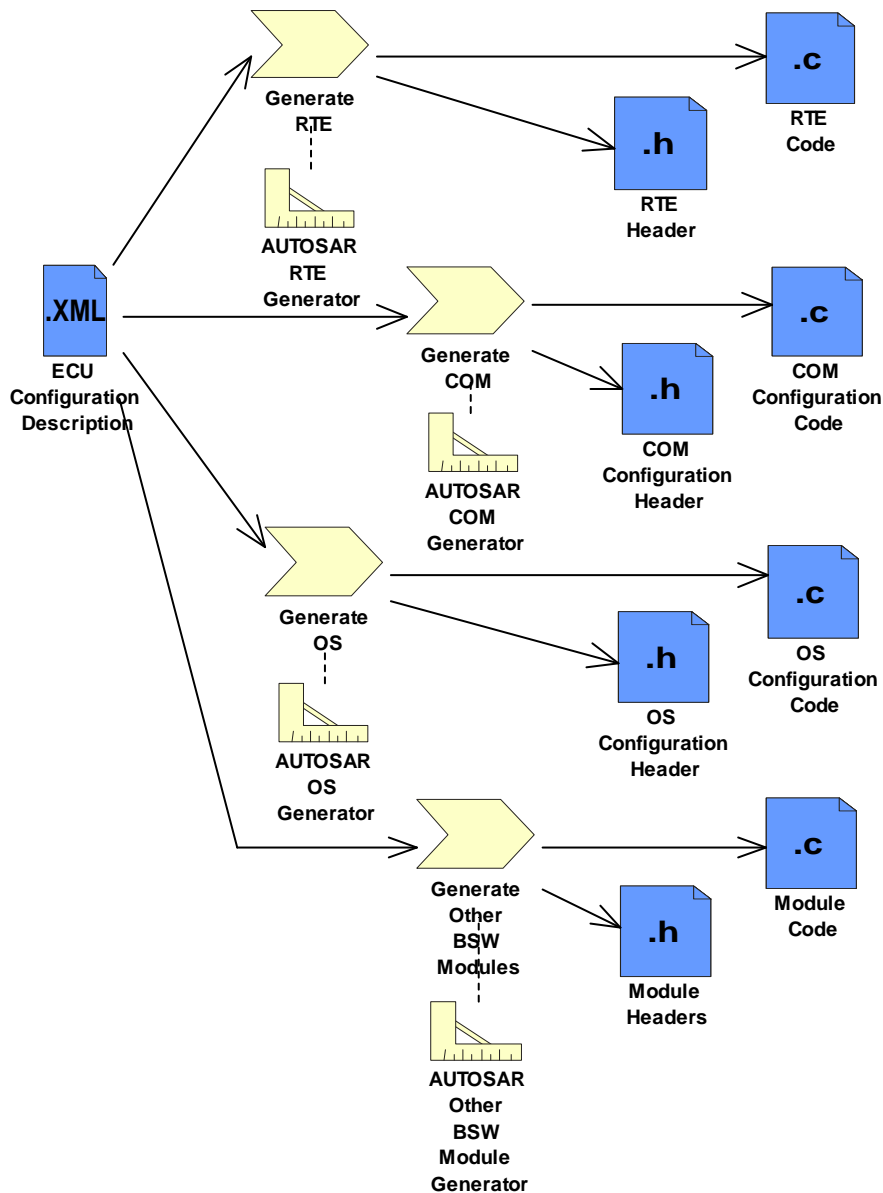 .c
Generate
RTE
RTE
Code
.h
RTE
Header
AUTOSAR
RTE
Generator
.XML
ECU
Configuration
Description
Generate
COM
.c
COM
Configuration
Code
.h
COM
Configuration
Header
AUTOSAR
COM
Generator
Generate
OS
.c
OS
Configuration
Code
.h
OS
Configuration
Header
AUTOSAR
OS
Generator
Generate
Other
BSW
Modules
.c
Module
Code
.h
Module
Headers
AUTOSAR
Other
BSW
Module
Generator